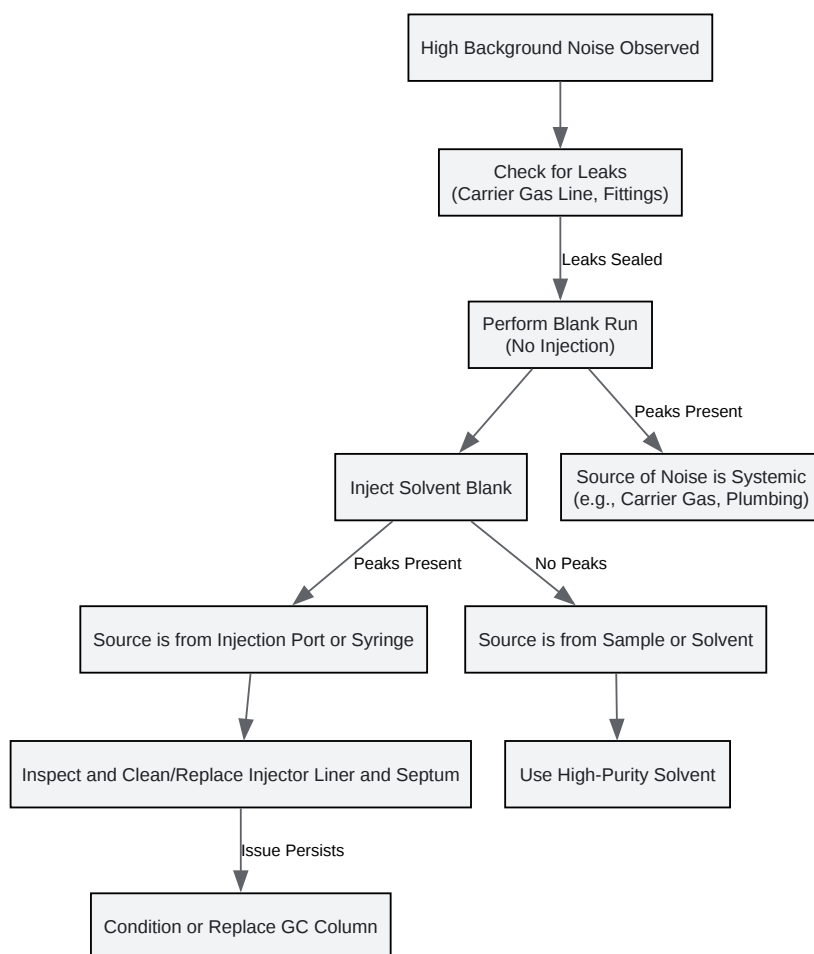 High Background Noise Observed
Check for Leaks
(Carrier Gas Line, Fittings)
Leaks Sealed
Perform Blank Run
(No Injection)
Peaks Present
Inject Solvent Blank
Source of Noise is Systemic
(e.g., Carrier Gas, Plumbing)
Peaks Present
No Peaks
Source is from Injection Port or Syringe
Source is from Sample or Solvent
Inspect and Clean/Replace Injector Liner and Septum
Use High-Purity Solvent
Issue Persists
Condition or Replace GC Column